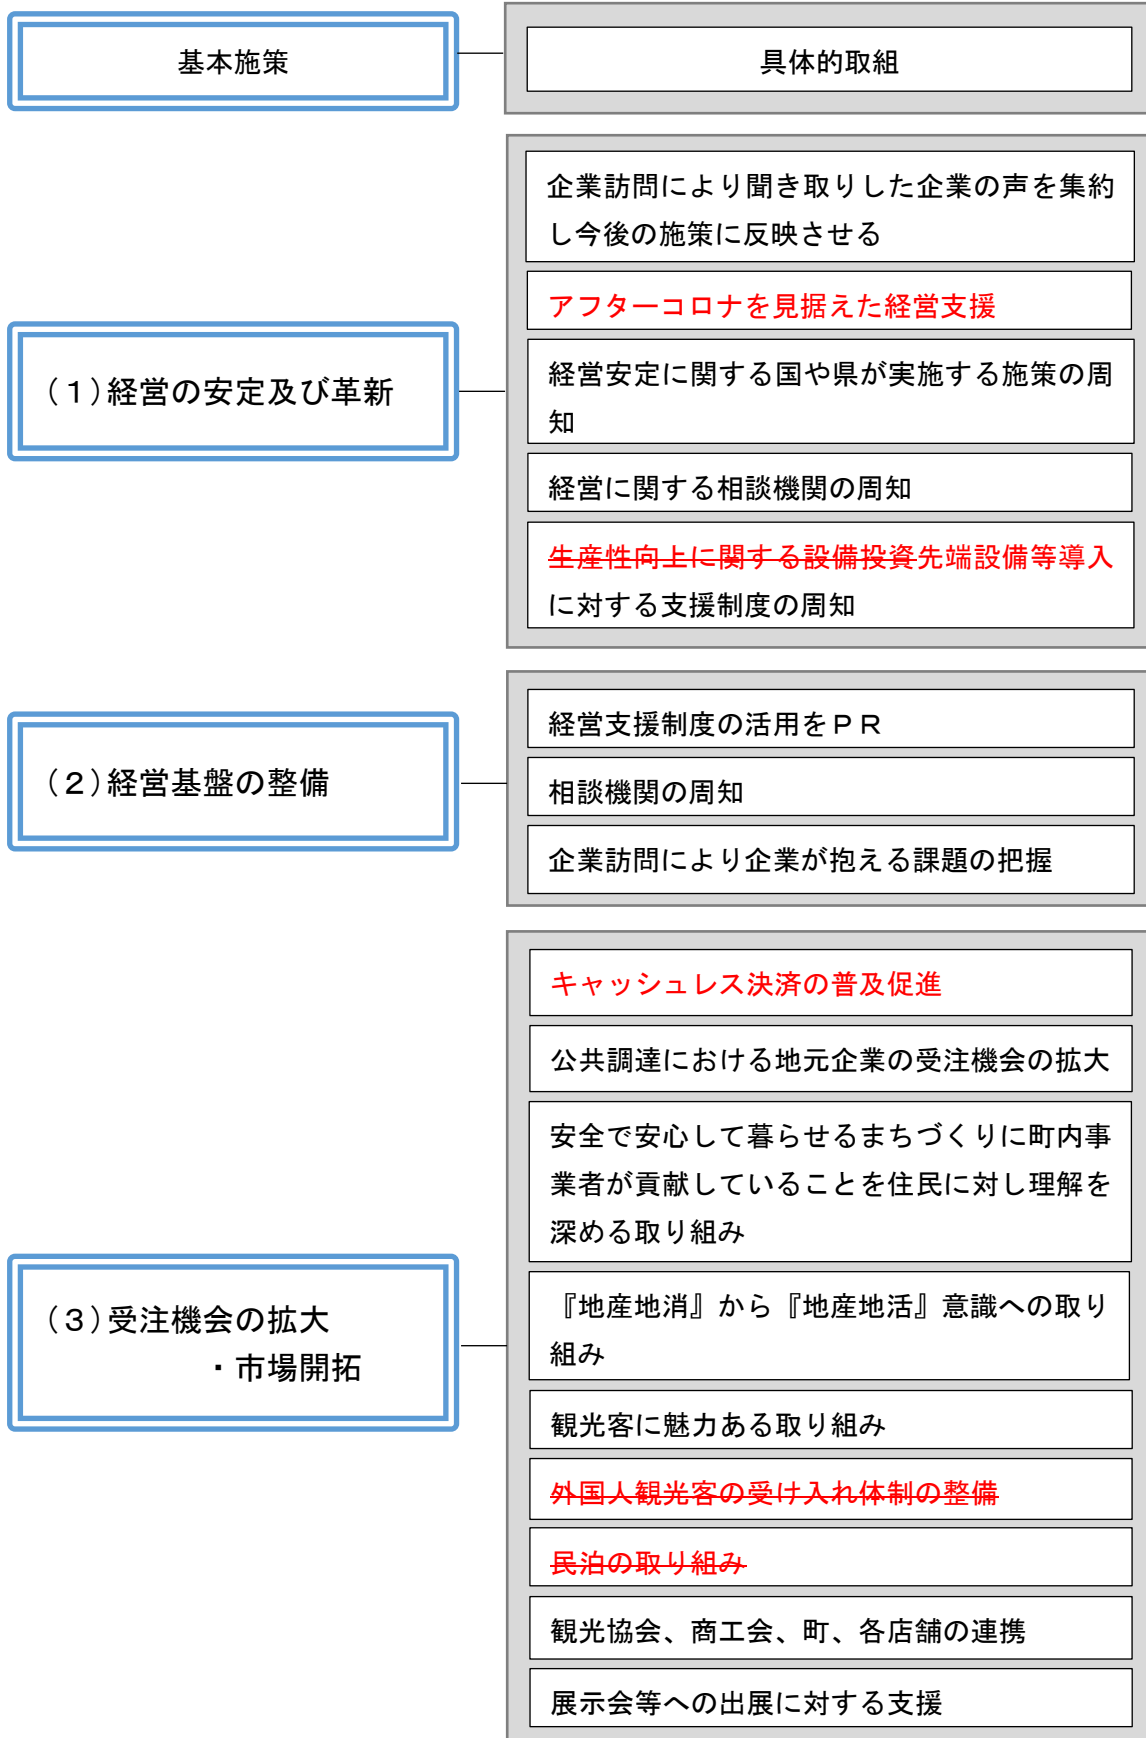 基本施策
具体的取組
企業訪問により聞き取りした企業の声を集約
し今後の施策に反映させる
アフターコロナを見据えた経営支援
(1)経営の安定及び革新
経営安定に関する国や県が実施する施策の周
知
経営に関する相談機関の周知
生産性向上に関する設備投資先端設備等導入
に対する支援制度の周知
(2)経営基盤の整備
経営支援制度の活用をPR
相談機関の周知
企業訪問により企業が抱える課題の把握
(3)受注機会の拡大
・市場開拓
キャッシュレス決済の普及促進
公共調達における地元企業の受注機会の拡大
安全で安心して暮らせるまちづくりに町内事
業者が貢献していることを住民に対し理解を
深める取り組み
『地産地消』から『地産地活』意識への取り
組み
観光客に魅力ある取り組み
外国人観光客の受け入れ体制の整備
民泊の取り組み
観光協会、商工会、町、各店舗の連携
展示会等への出展に対する支援